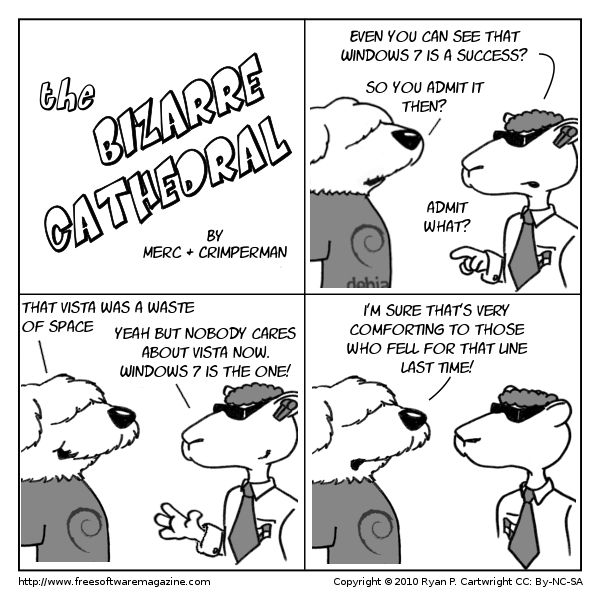 the
BIZARRE
CATHEDRAL
BY
MERC + CRIMPERMAN
EVEN YOU CAN SEE THAT
WINDOWS 7 IS A SUCCESS?
SO YOU ADMIT IT
THEN?
ADMIT
WHAT?
debia
THAT VISTA WAS A WASTE
OF SPACE
YEAH BUT NOBODY CARES
ABOUT VISTA NOW.
WINDOWS 7 IS THE ONE!
I'M SURE THAT'S VERY
COMFORTING TO THOSE
WHO FELL FOR THAT LINE
LAST TIME!
http://www.freesoftwaremagazine.com
Copyright © 2010 Ryan P. Cartwright CC: By-NC-SA